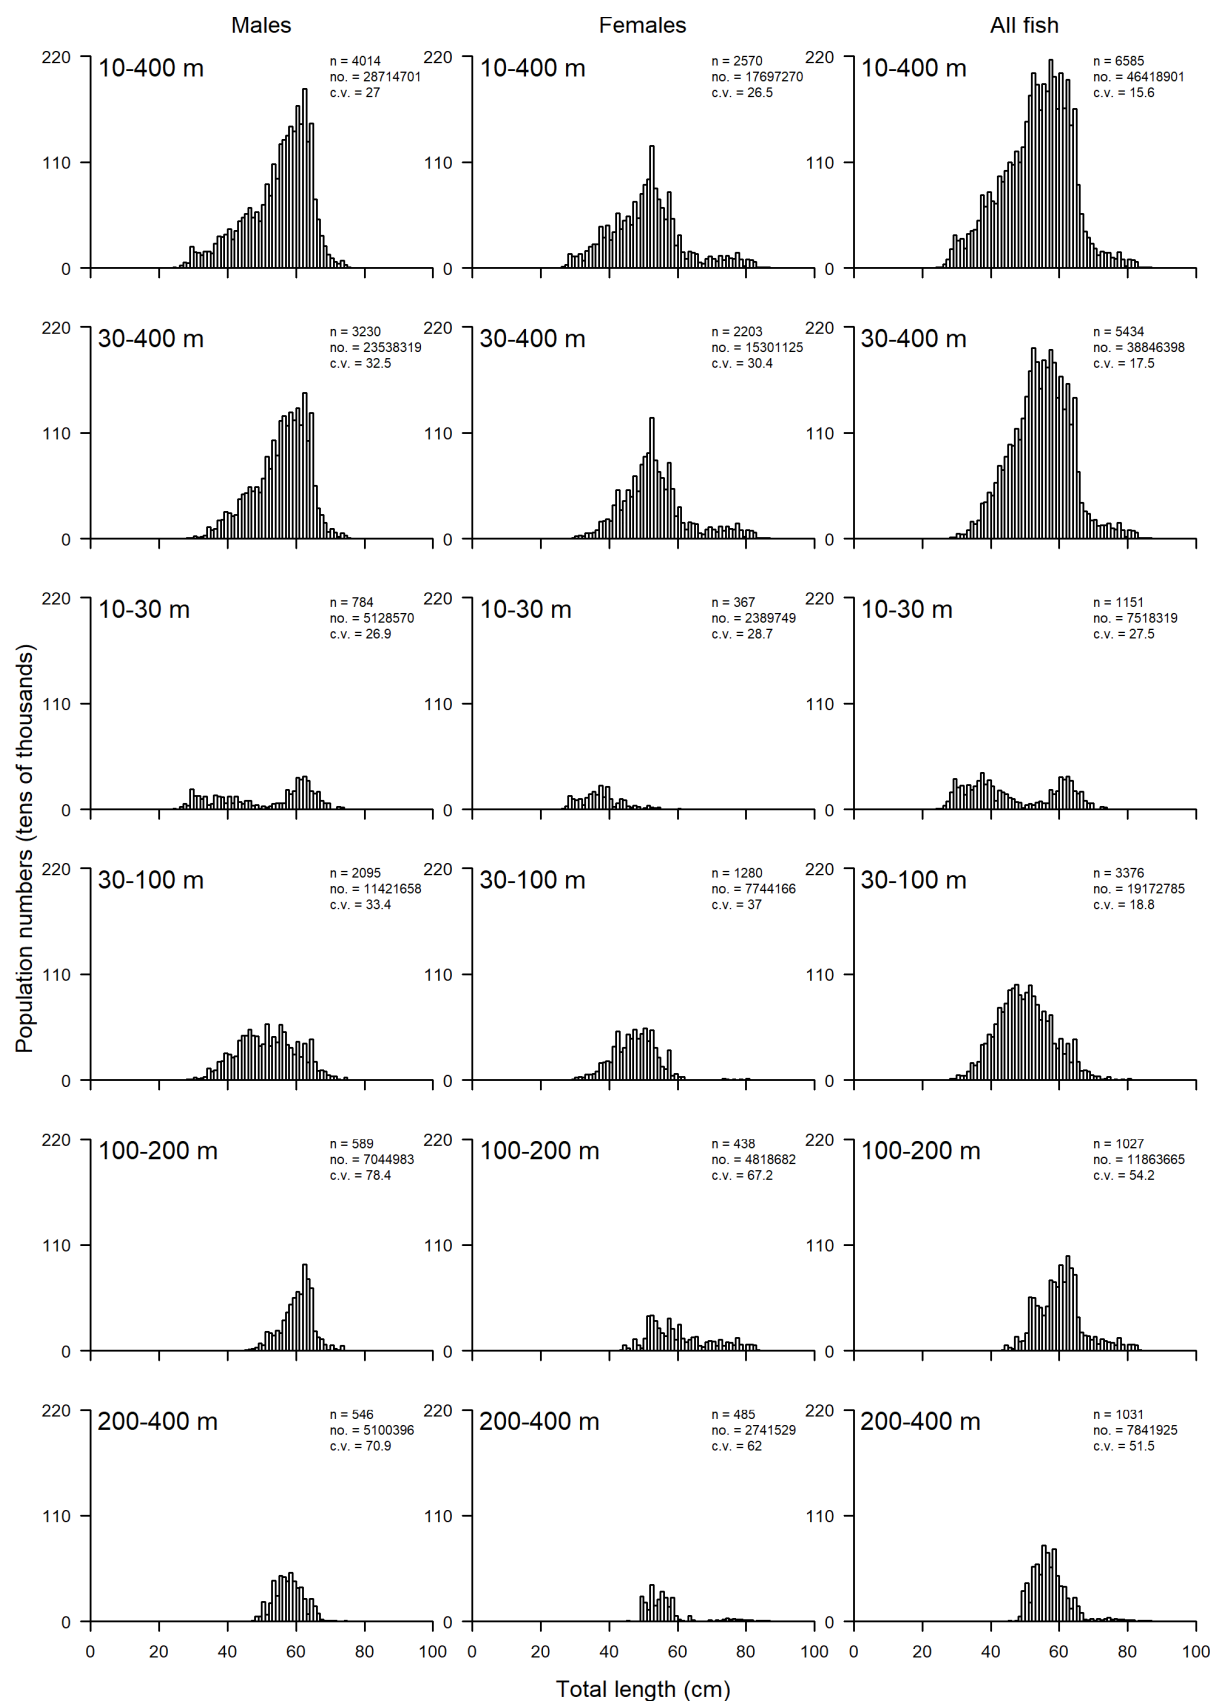 Males
Females
All fish
10-400 m
n = 4014
no. = 28714701
c.v. = 27
220
110
0
10-400 m
n = 2570
no. = 17697270
c.v. = 26.5
220
110
0
10-400 m
n = 6585
no. = 46418901
c.v. = 15.6
220
110
0
30-400 m
n = 3230
no. = 23538319
c.v. = 32.5
220
110
0
30-400 m
n = 2203
no. = 15301125
c.v. = 30.4
220
110
0
30-400 m
n = 5434
no. = 38846398
c.v. = 17.5
220
110
0
10-30 m
n = 784
no. = 5128570
c.v. = 26.9
220
110
0
10-30 m
n = 367
no. = 2389749
c.v. = 28.7
220
110
0
10-30 m
n = 1151
no. = 7518319
c.v. = 27.5
220
110
0
30-100 m
n = 2095
no. = 11421658
c.v. = 33.4
220
110
0
30-100 m
n = 1280
no. = 7744166
c.v. = 37
220
110
0
30-100 m
n = 3376
no. = 19172785
c.v. = 18.8
220
110
0
100-200 m
n = 589
no. = 7044983
c.v. = 78.4
220
110
0
100-200 m
n = 438
no. = 4818682
c.v. = 67.2
220
110
0
100-200 m
n = 1027
no. = 11863665
c.v. = 54.2
220
110
0
200-400 m
n = 546
no. = 5100396
c.v. = 70.9
220
110
0
200-400 m
n = 485
no. = 2741529
c.v. = 62
220
110
0
200-400 m
n = 1031
no. = 7841925
c.v. = 51.5
220
110
0
0 20 40 60 80 100
0 20 40 60 80 100
0 20 40 60 80 100
Total length (cm)
Population numbers (tens of thousands)